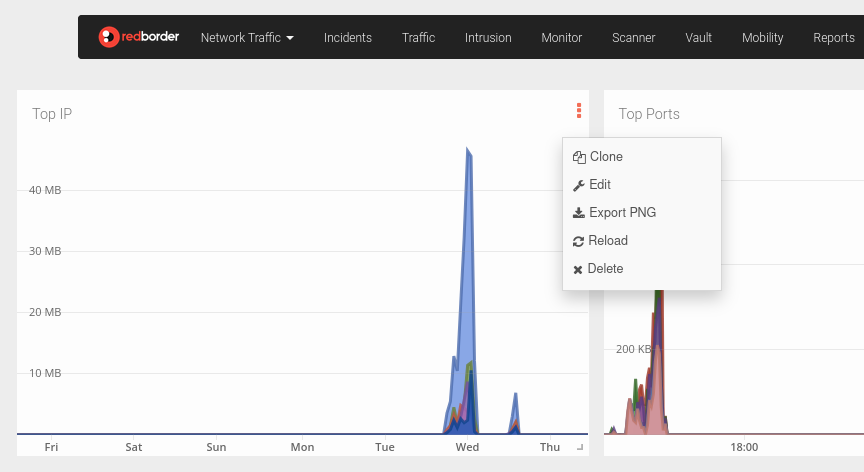 redborder Network Traffic Incidents Traffic Intrusion Monitor Scanner Vault Mobility Reports
Top IP
40 MB
30 MB
20 MB
10 MB
Fri Sat Sun Mon Tue Wed Thu
Clone
Edit
Export PNG
Reload
Delete
Top Ports
200 KB
18:00